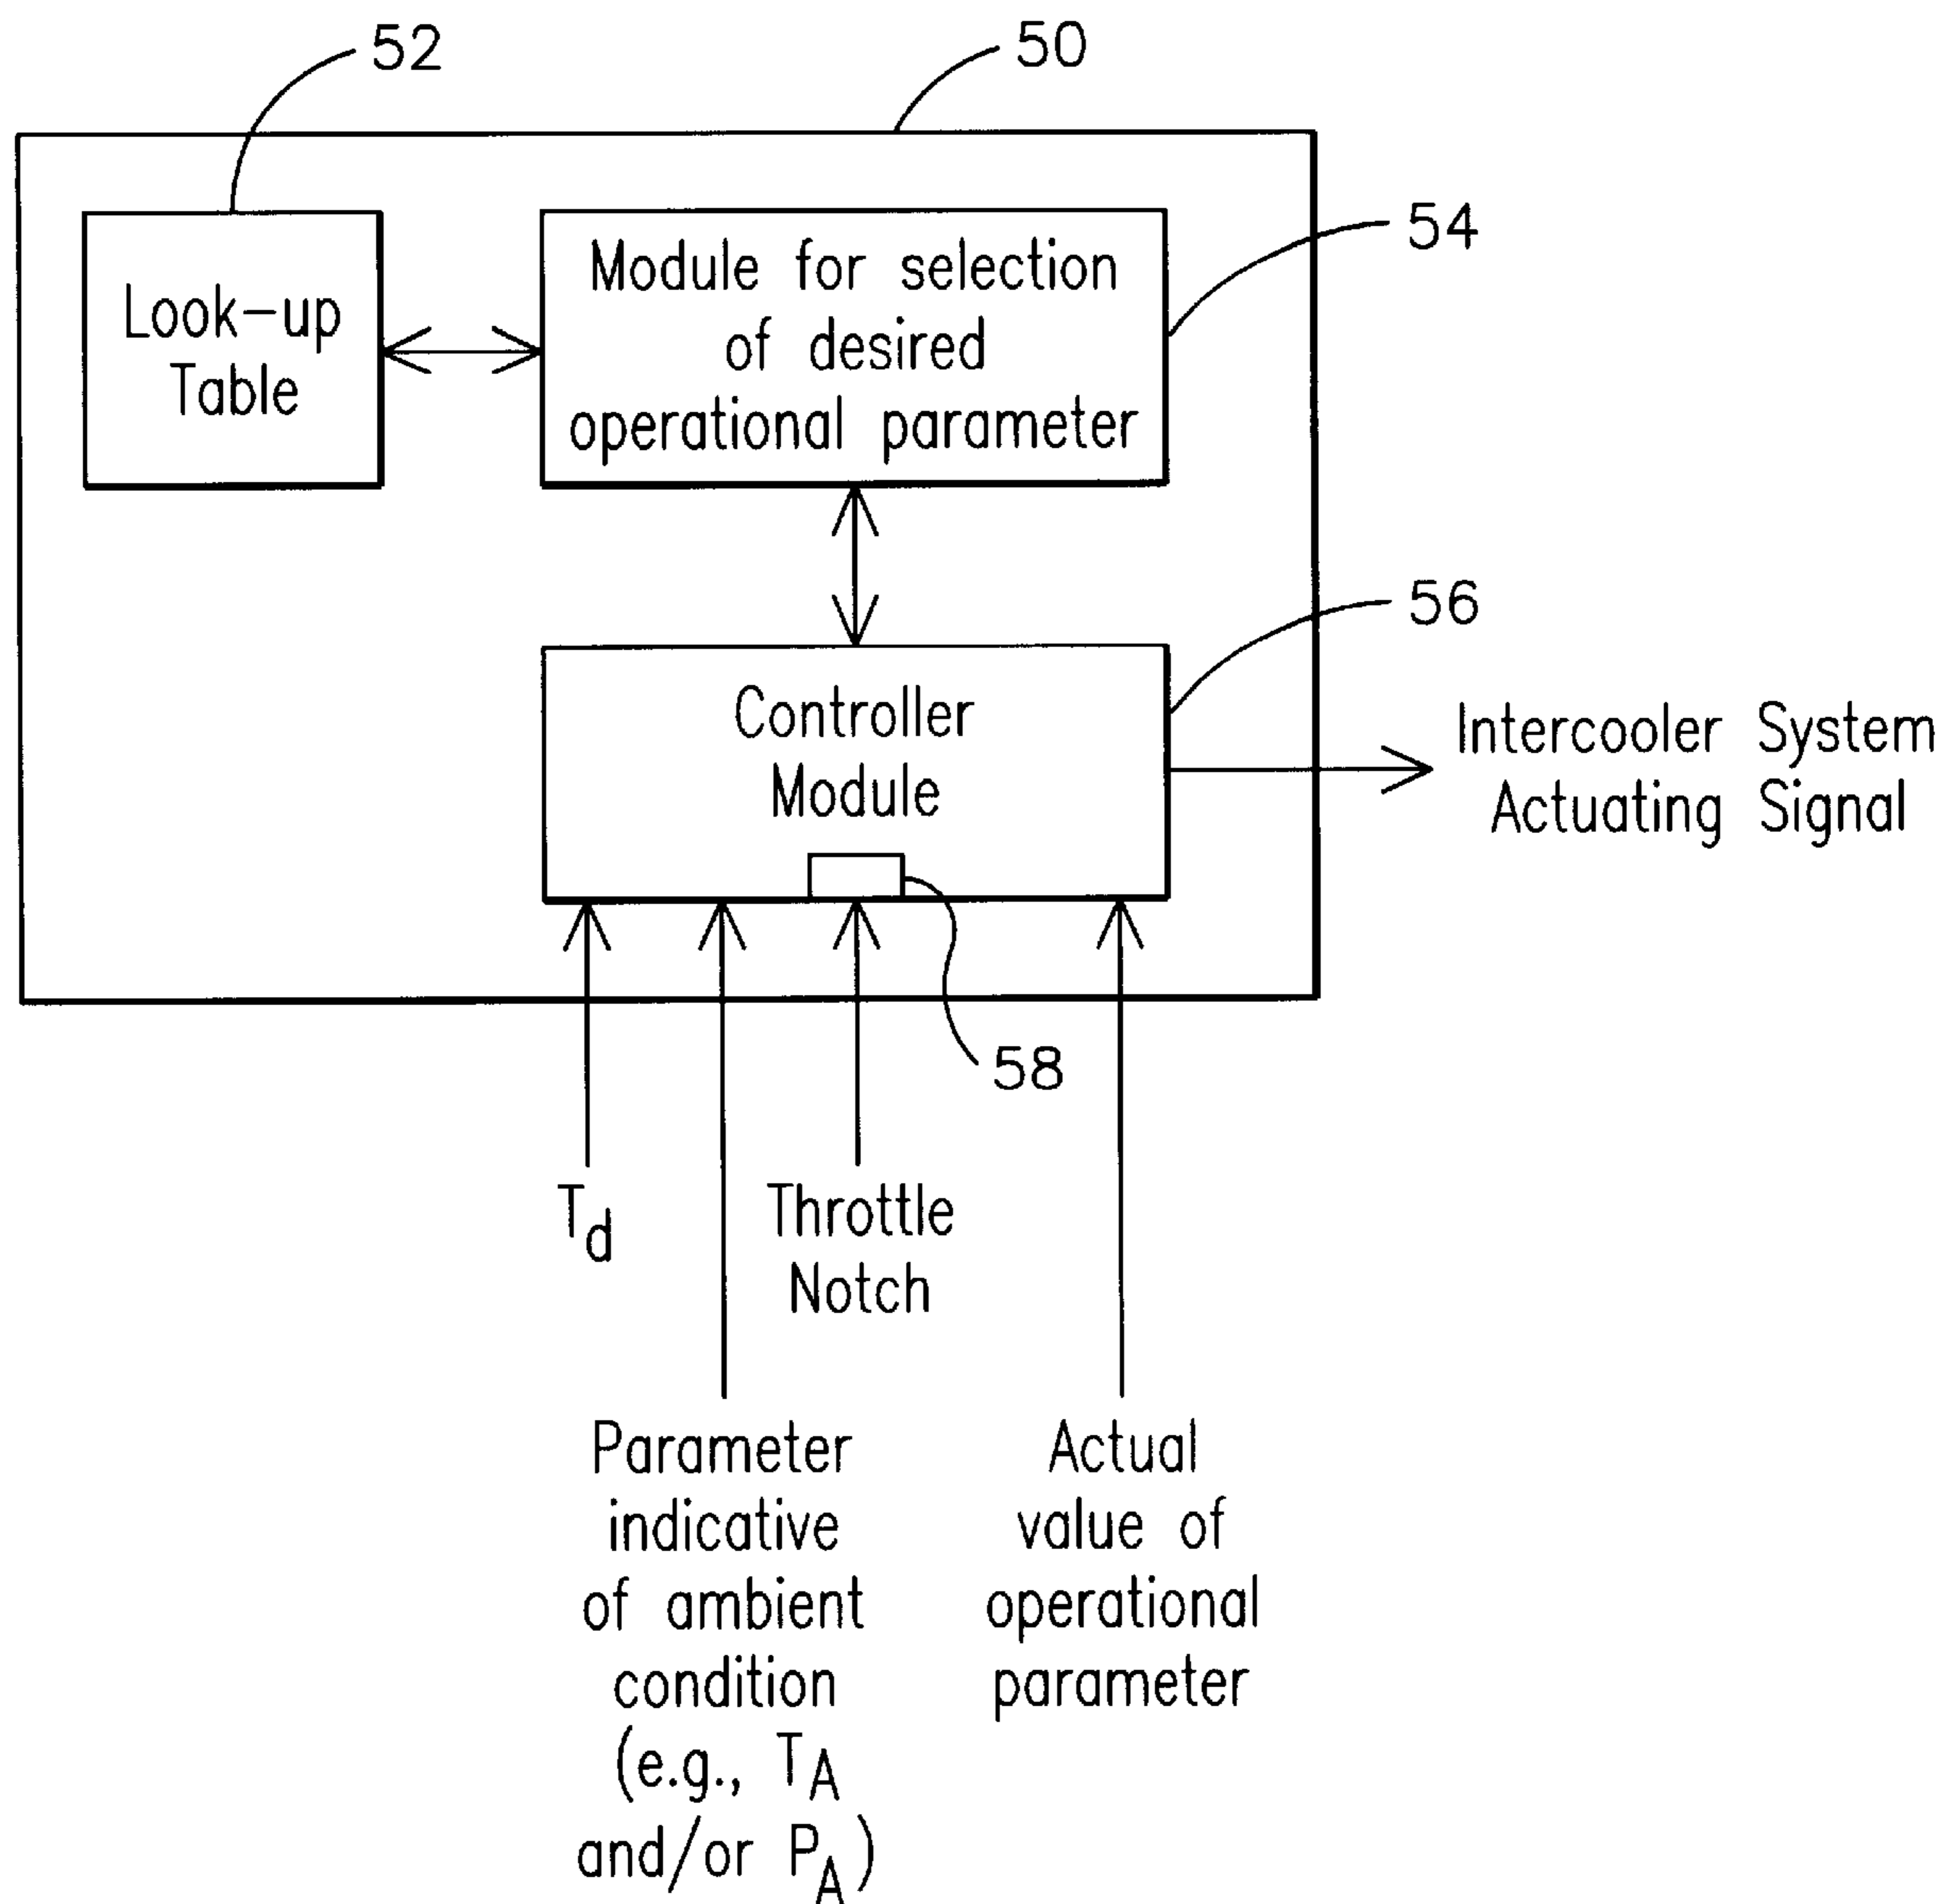 52
50
Look-up
Table
Module for selection
of desired
operational parameter
54
56
Controller
Module
Intercooler System
Actuating Signal
58
Td
Throttle
Notch
Parameter
indicative
of ambient
condition
(e.g., TA
and/or PA)
Actual
value of
operational
parameter